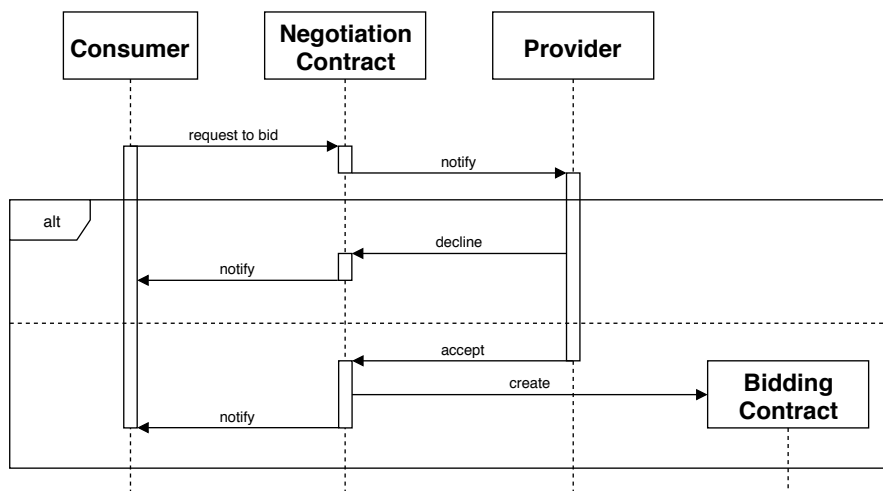 Consumer
Negotiation
Contract
Provider
request to bid
notify
alt
decline
notify
accept
create
Bidding
Contract
notify